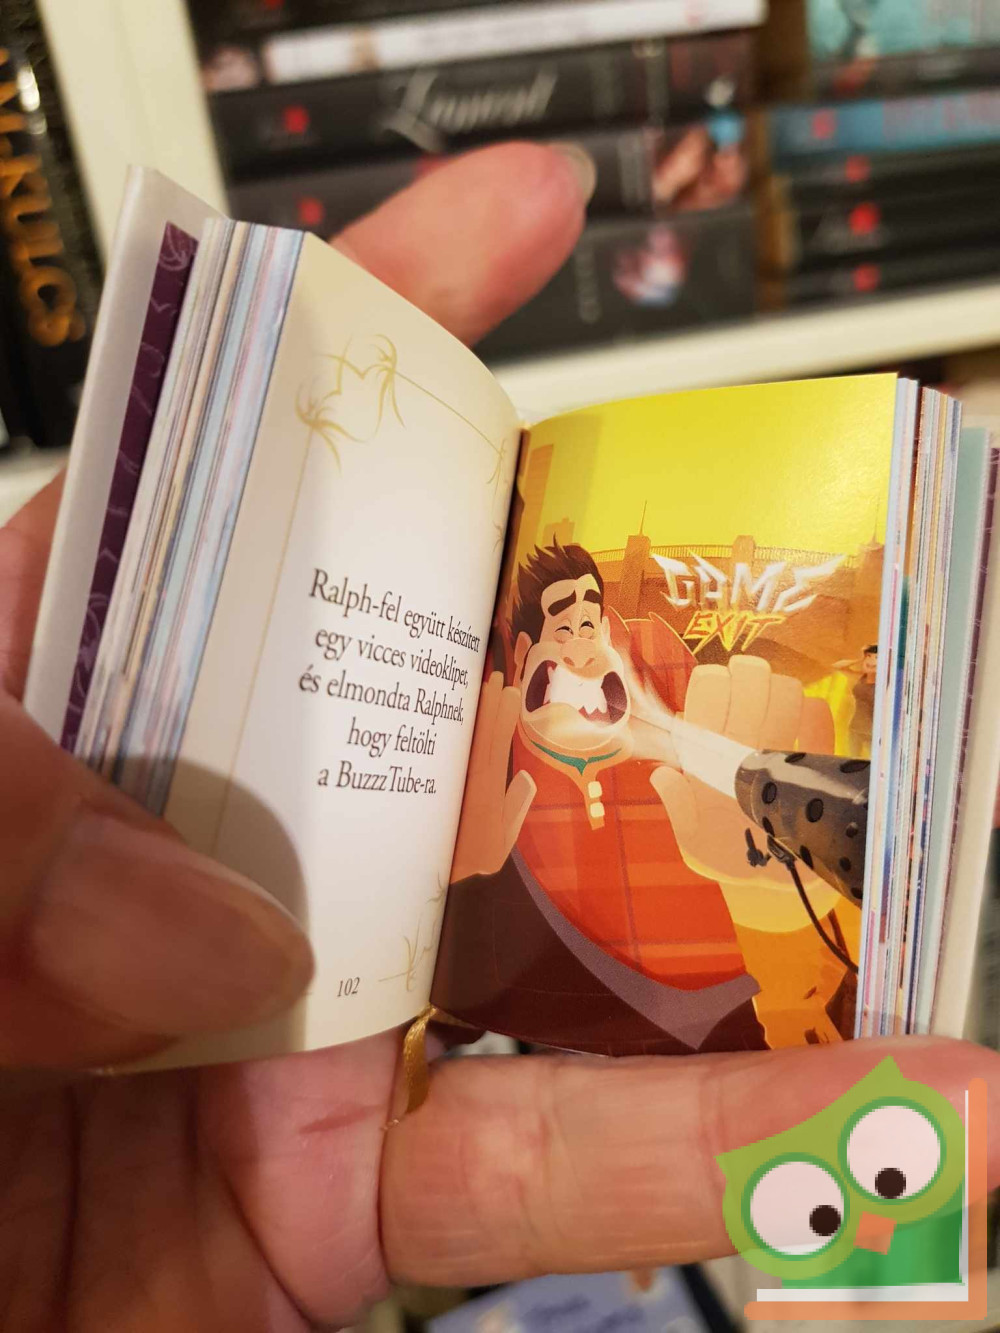 Ralph-fel együtt készített
egy vicces videoklipet,
és elmondta Ralphnek,
hogy feltölti
a BuzzzTube-ra.
102
GAME
EXIT